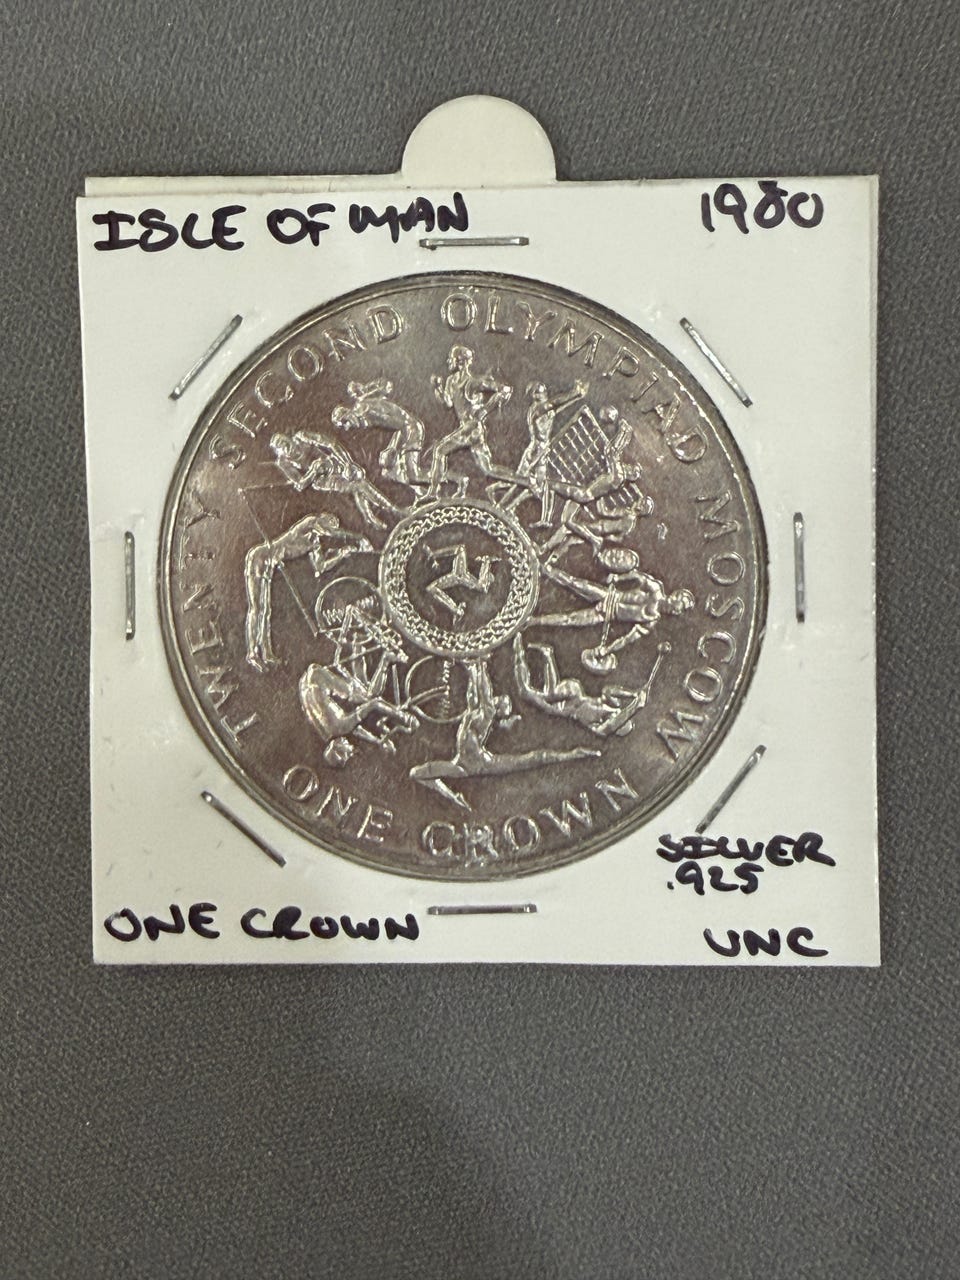 ISLE OF MAN 1980
TWENTY SECOND OLYMPIAD MOSCOW
ONE CROWN
SILVER
.925
ONE CROWN UNC